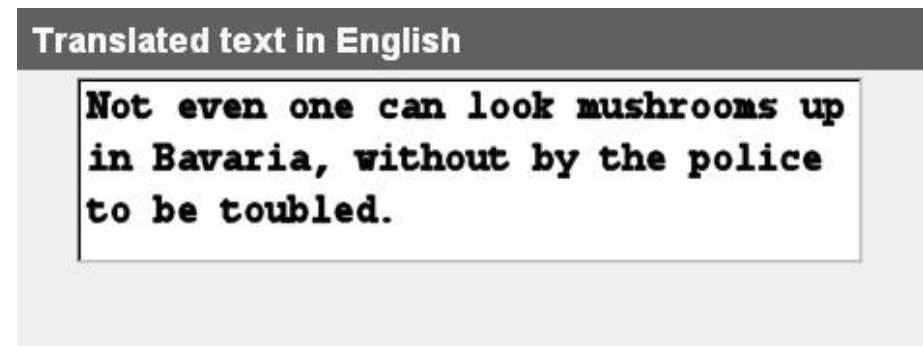 Translated text in English
Not even one can look mushrooms up
in Bavaria, without by the police
to be toubled.